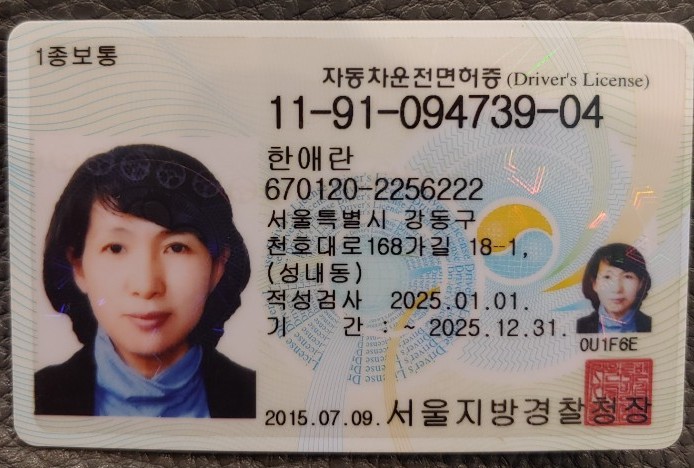 1종보통
자동차운전면허증 (Driver's License)
11-91-094739-04
한애란
670120-2256222
서울특별시 강동구
천호대로168가길 18-1,
(성내동)
적성검사 2025.01.01.
기 간 : ~ 2025.12.31.
0U1F6E
2015.07.09. 서울지방경찰청장